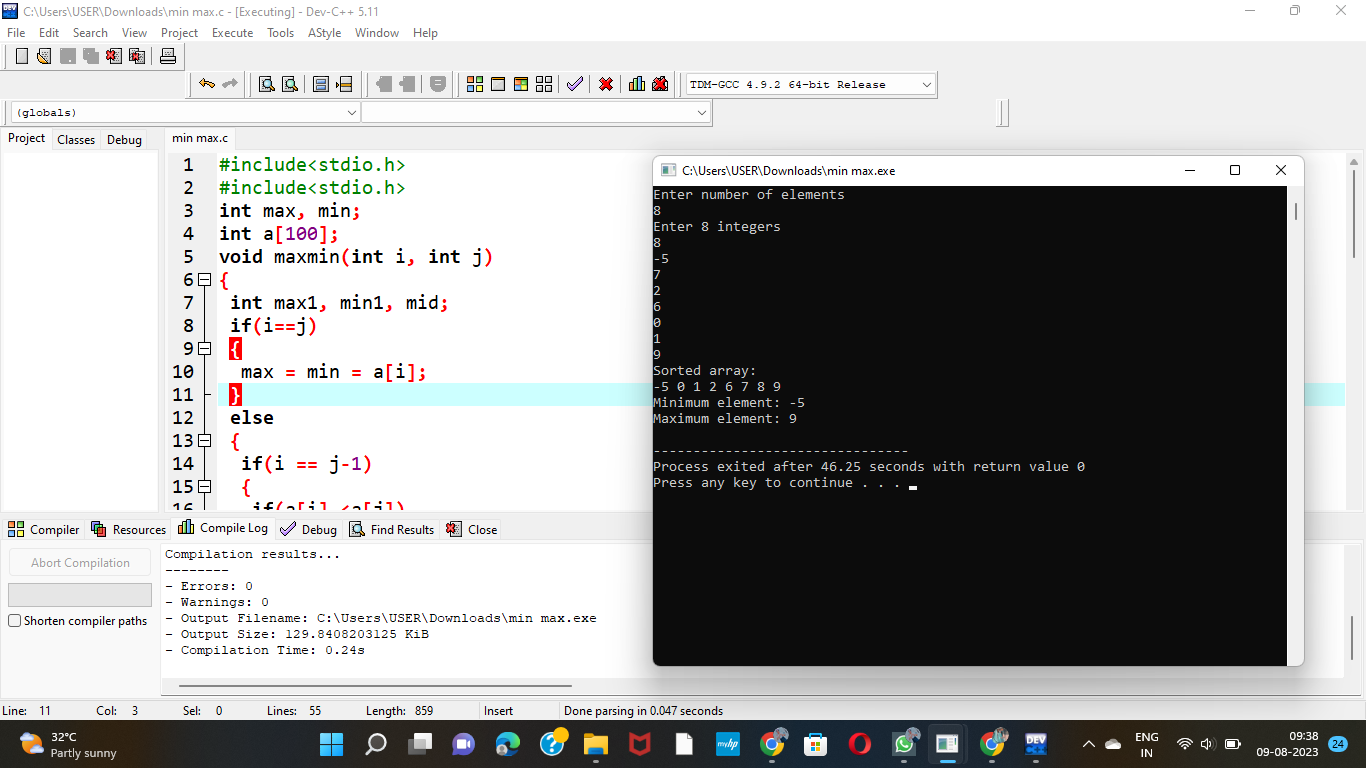 C:\Users\USER\Downloads\min max.c - [Executing] - Dev-C++ 5.11
File Edit Search View Project Execute Tools AStyle Window Help
TDM-GCC 4.9.2 64-bit Release
(globals)
Project Classes Debug
min max.c
1 #include<stdio.h>
2 #include<stdio.h>
3 int max, min;
4 int a[100];
5 void maxmin(int i, int j)
6 {
7 int max1, min1, mid;
8 if(i==j)
9 {
10 max = min = a[i];
11 }
12 else
13 {
14 if(i == j-1)
15 {
16 if(a[i] <a[j])
C:\Users\USER\Downloads\min max.exe
Enter number of elements
8
Enter 8 integers
8
-5
7
2
6
0
1
9
Sorted array:
-5 0 1 2 6 7 8 9
Minimum element: -5
Maximum element: 9
--------------------------------
Process exited after 46.25 seconds with return value 0
Press any key to continue . . .
Compiler Resources Compile Log Debug Find Results Close
Abort Compilation
Shorten compiler paths
Compilation results...
--------
- Errors: 0
- Warnings: 0
- Output Filename: C:\Users\USER\Downloads\min max.exe
- Output Size: 129.8408203125 KiB
- Compilation Time: 0.24s
Line: 11 Col: 3 Sel: 0 Lines: 55 Length: 859 Insert Done parsing in 0.047 seconds
32°C
Partly sunny
myhp
DEV
ENG
IN
09:38
09-08-2023
24